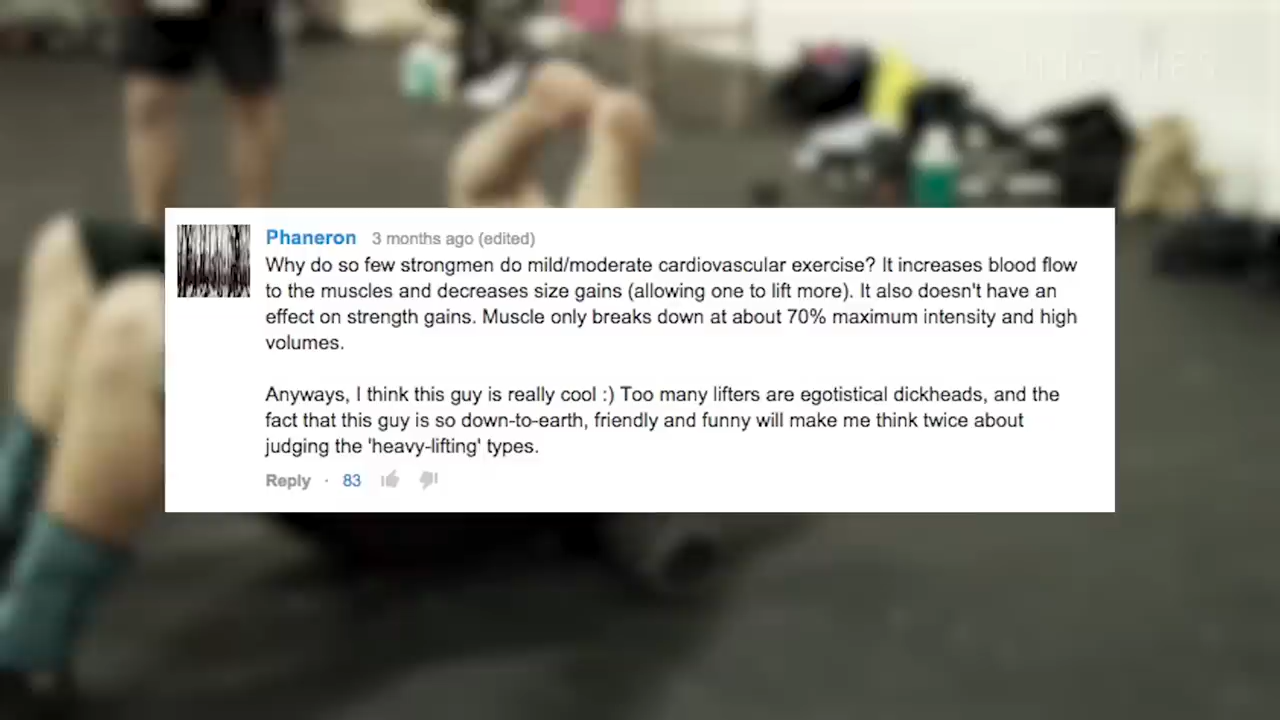 Phaneron 3 months ago (edited)
Why do so few strongmen do mild/moderate cardiovascular exercise? It increases blood flow
to the muscles and decreases size gains (allowing one to lift more). It also doesn't have an
effect on strength gains. Muscle only breaks down at about 70% maximum intensity and high
volumes.
Anyways, I think this guy is really cool :) Too many lifters are egotistical dickheads, and the
fact that this guy is so down-to-earth, friendly and funny will make me think twice about
judging the 'heavy-lifting' types.
Reply · 83